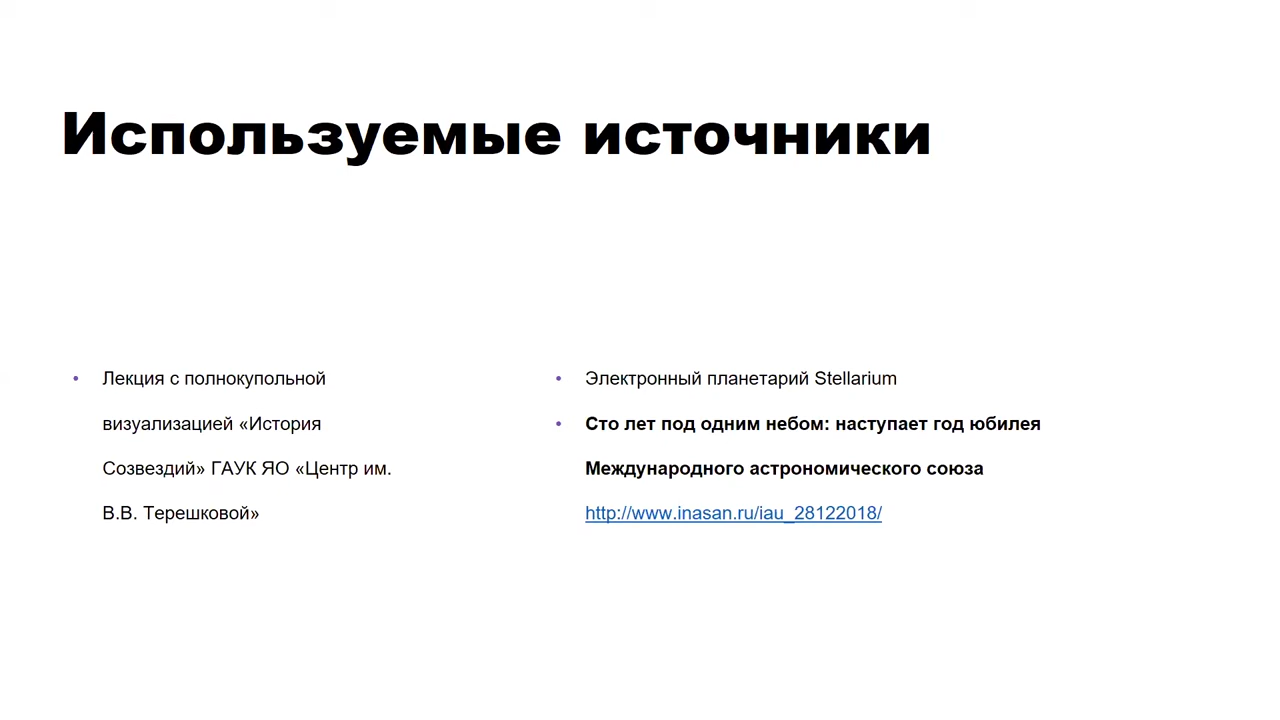 Используемые источники
• Лекция с полнокупольной
визуализацией «История
Созвездий» ГАУК ЯО «Центр им.
В.В. Терешковой»
• Электронный планетарий Stellarium
• Сто лет под одним небом: наступает год юбилея
Международного астрономического союза
http://www.inasan.ru/iau_28122018/